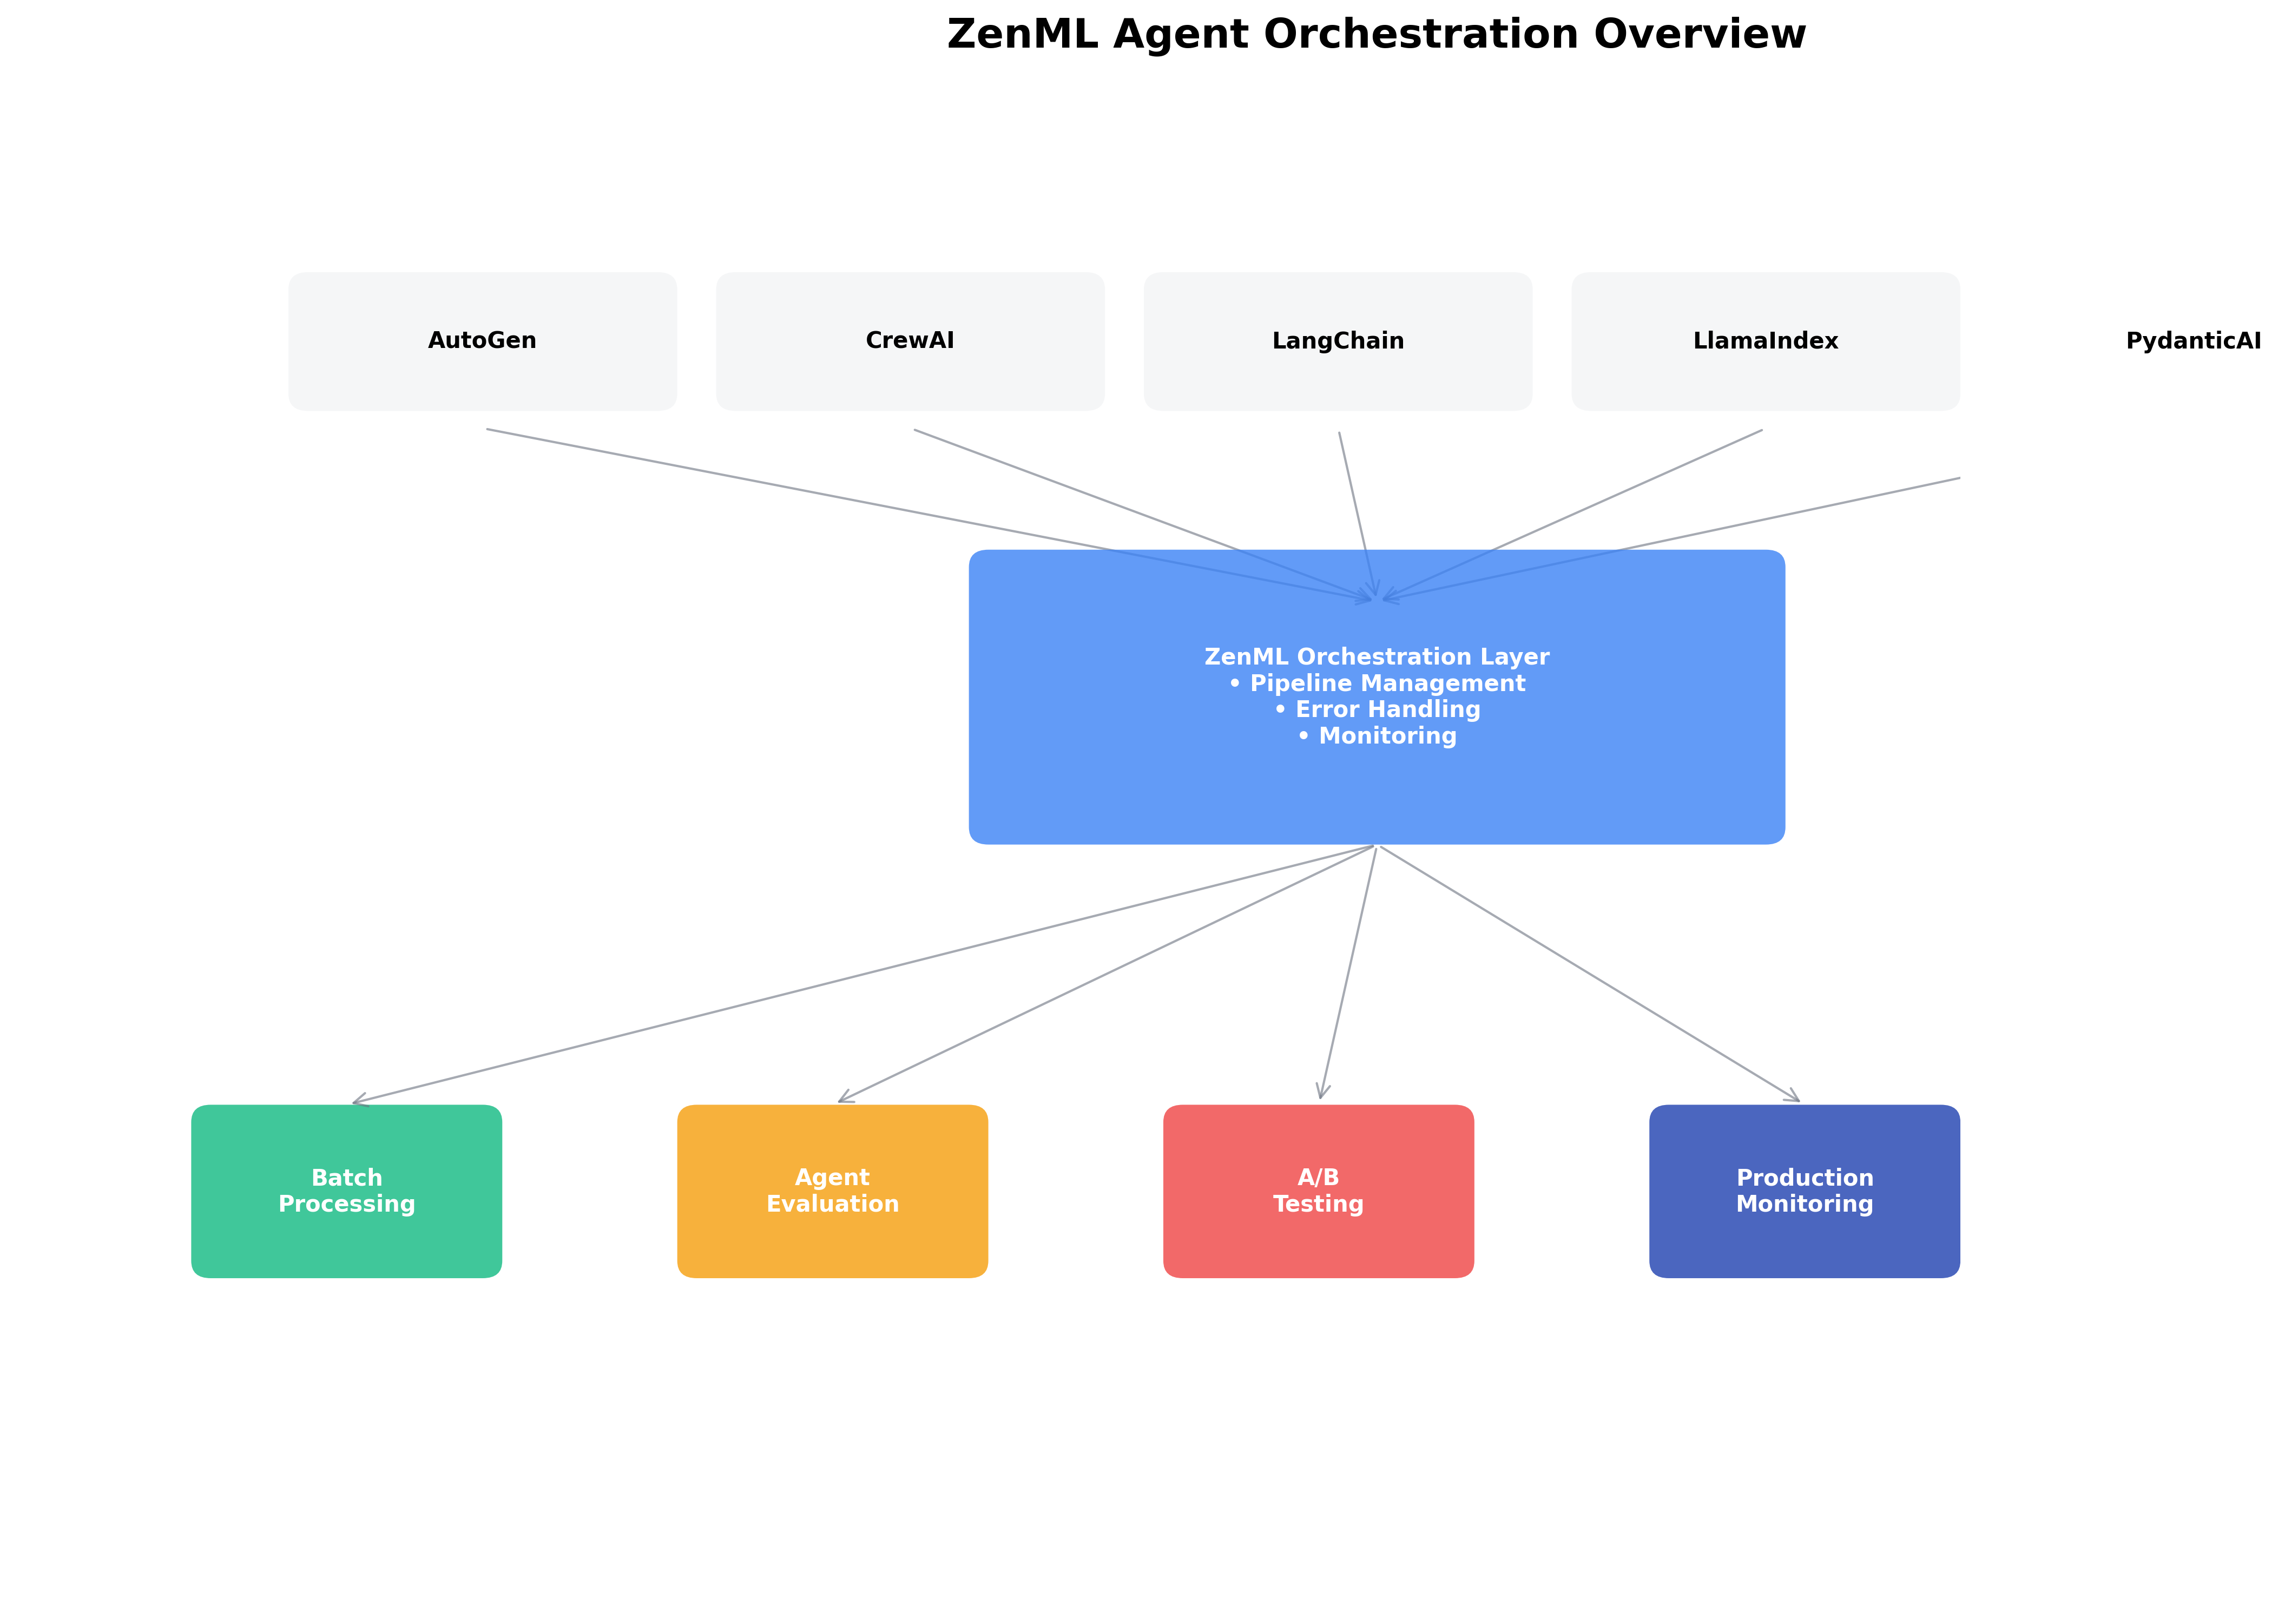 ZenML Agent Orchestration Overview
AutoGen
CrewAI
LangChain
LlamaIndex
PydanticAI
ZenML Orchestration Layer
• Pipeline Management
• Error Handling
• Monitoring
Batch
Processing
Agent
Evaluation
A/B
Testing
Production
Monitoring